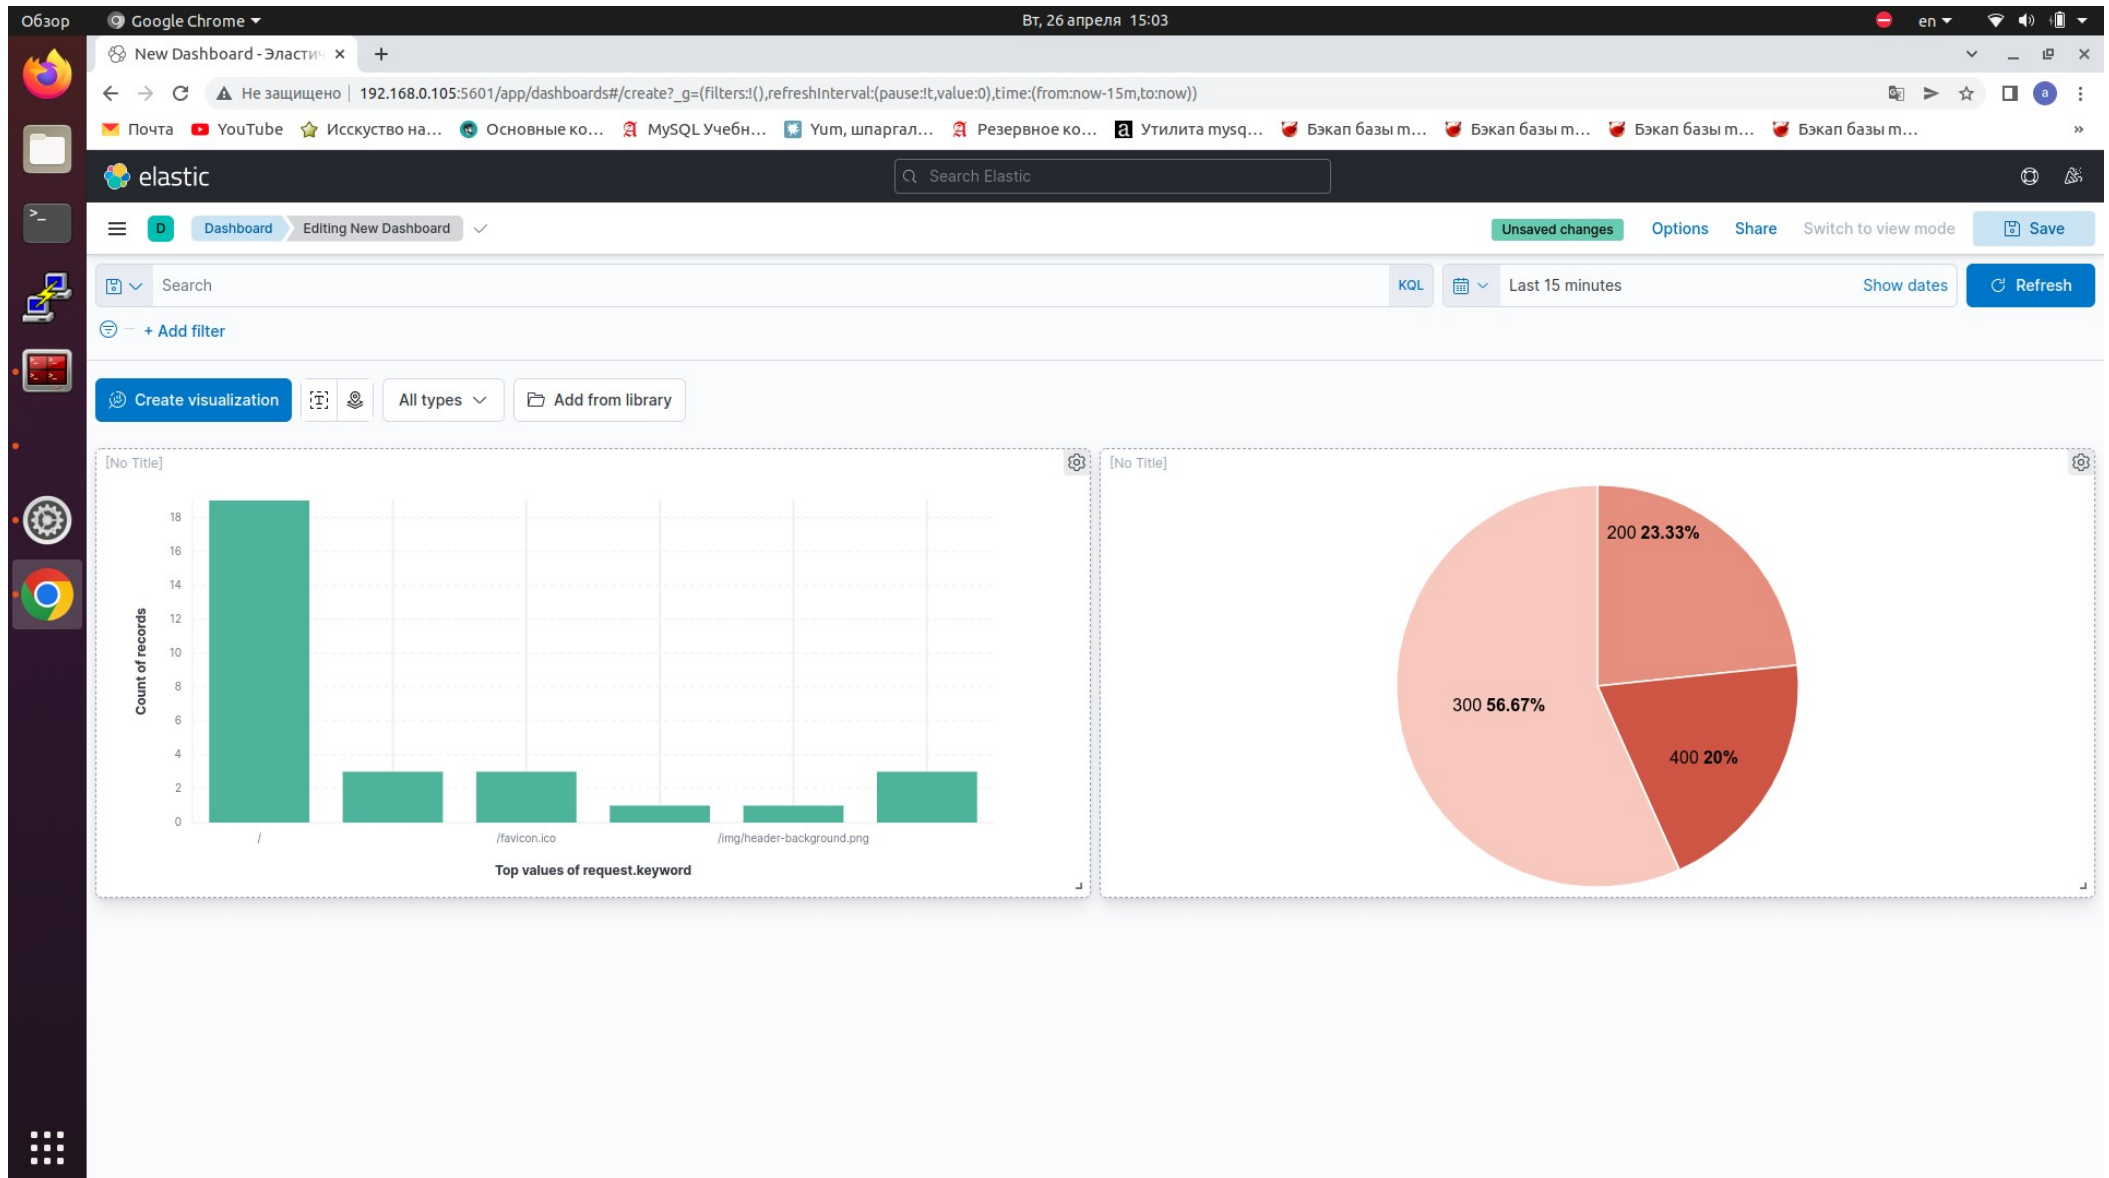 Обзор Google Chrome Вт, 26 апреля 15:03 en
New Dashboard - Эластич
Не защищено 192.168.0.105:5601/app/dashboards#/create?_g=(filters:!(),refreshInterval:(pause:!t,value:0),time:(from:now-15m,to:now)) a
Почта YouTube Исскуство на... Основные ко... MySQL Учебн... Yum, шпаргал... Резервное ко... Утилита mysq... Бэкап базы m... Бэкап базы m... Бэкап базы m... Бэкап базы m... »
elastic Search Elastic
D Dashboard Editing New Dashboard Unsaved changes Options Share Switch to view mode Save
Search KQL Last 15 minutes Show dates Refresh
+ Add filter
Create visualization All types Add from library
[No Title]
18
16
14
12
10
8
6
4
2
0
Count of records
/ /favicon.ico /img/header-background.png
Top values of request.keyword
[No Title]
200 23.33%
300 56.67%
400 20%